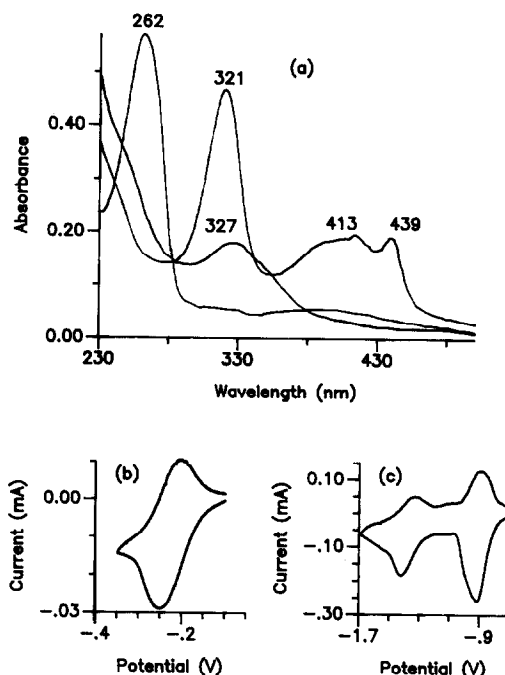 262
(a)
321
0.40
Absorbance
327
413
439
0.20
0.00
230
330
430
Wavelength (nm)
(b)
0.00
Current (mA)
-.03
-.4
-.2
Potential (V)
(c)
0.10
Current (mA)
-.10
-.30
-1.7
-.9
Potential (V)